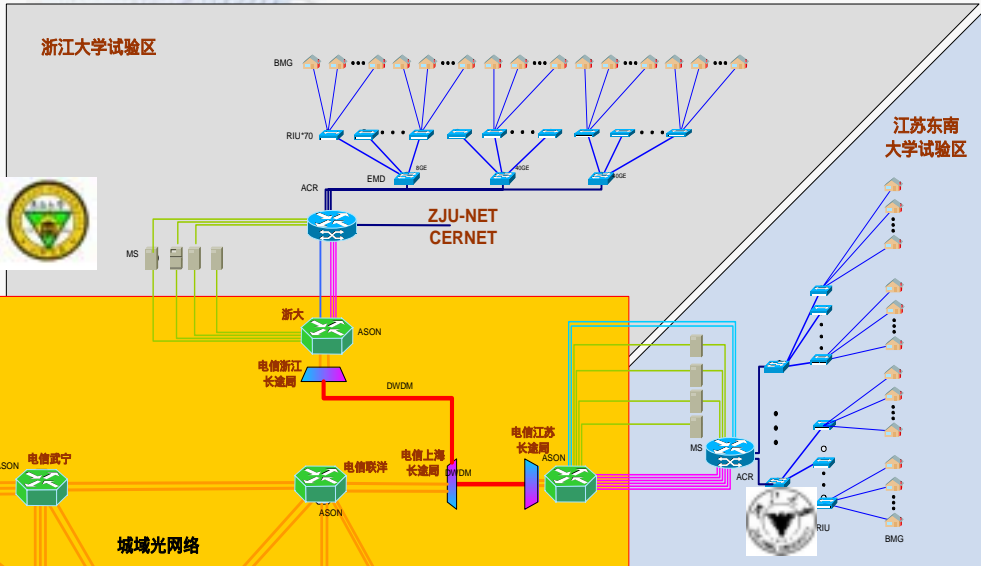 浙江大学试验区
BMG
江苏东南
大学试验区
RIU*70
EMD
8GE
40GE
ACR
ZJU-NET
CERNET
MS
浙大
ASON
电信浙江
长途局
DWDM
MS
电信江苏
长途局
ASON
电信上海
长途局
DWDM
ACR
电信武宁
ASON
电信联洋
ASON
RIU
BMG
城域光网络